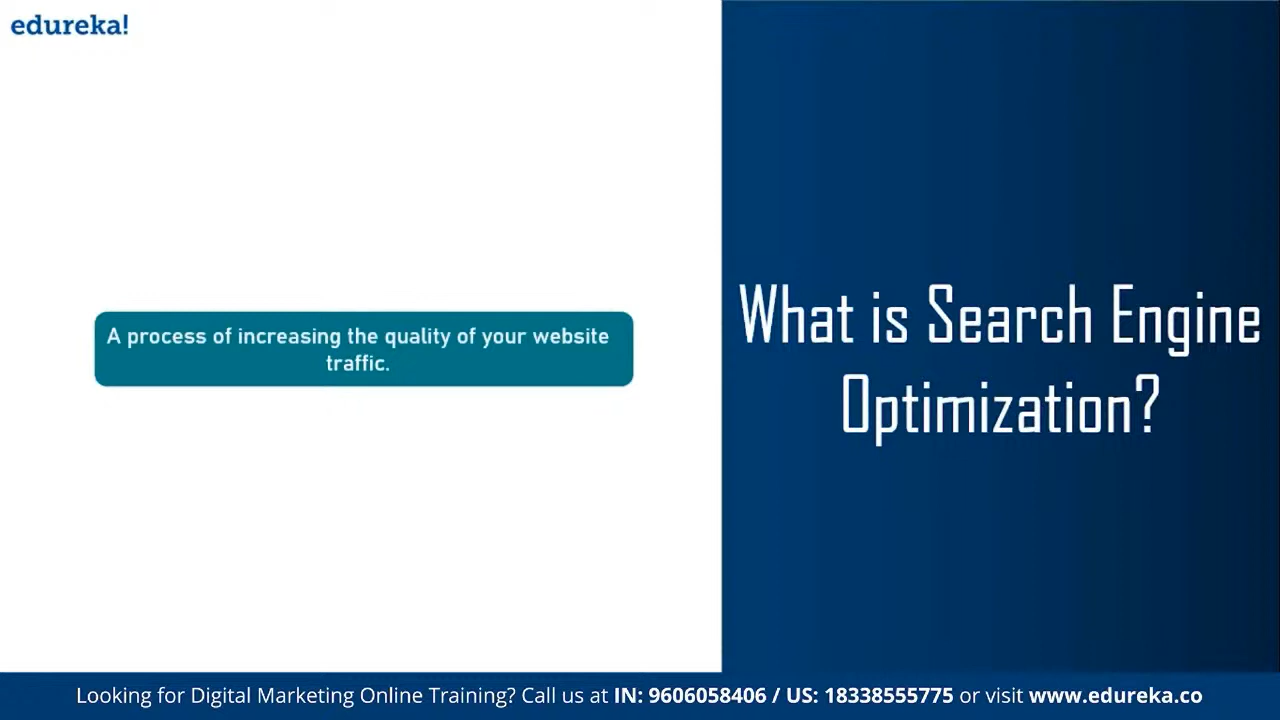 edureka!
A process of increasing the quality of your website
traffic.
What is Search Engine
Optimization?
Looking for Digital Marketing Online Training? Call us at IN: 9606058406 / US: 18338555775 or visit www.edureka.co